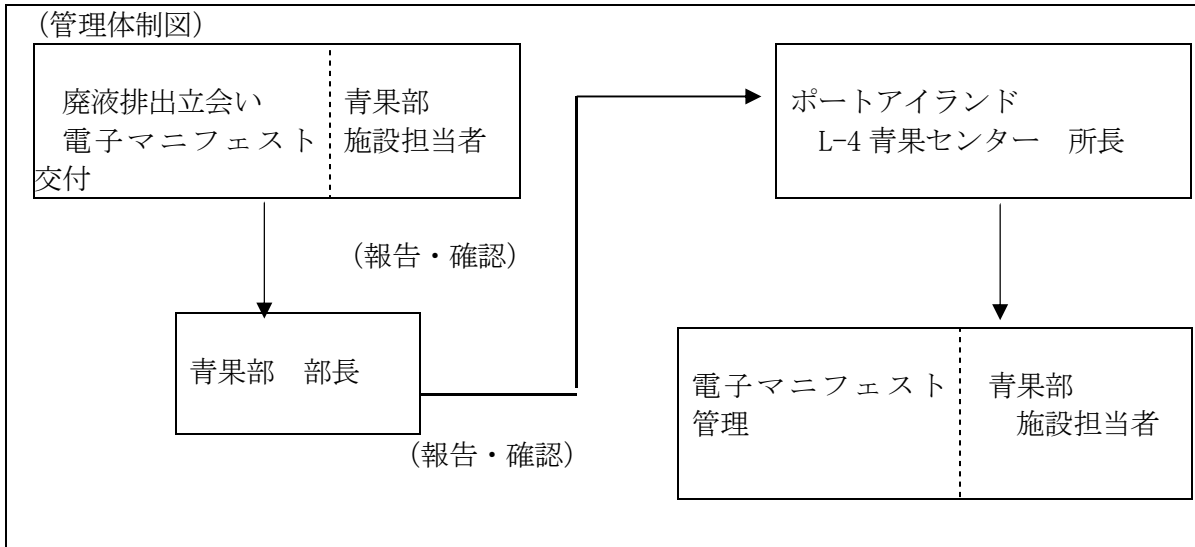 （管理体制図）
廃液排出立会い
電子マニフェスト
交付
青果部
施設担当者
（報告・確認）
青果部　部長
（報告・確認）
ポートアイランド
L-4 青果センター　所長
電子マニフェスト
管理
青果部
施設担当者